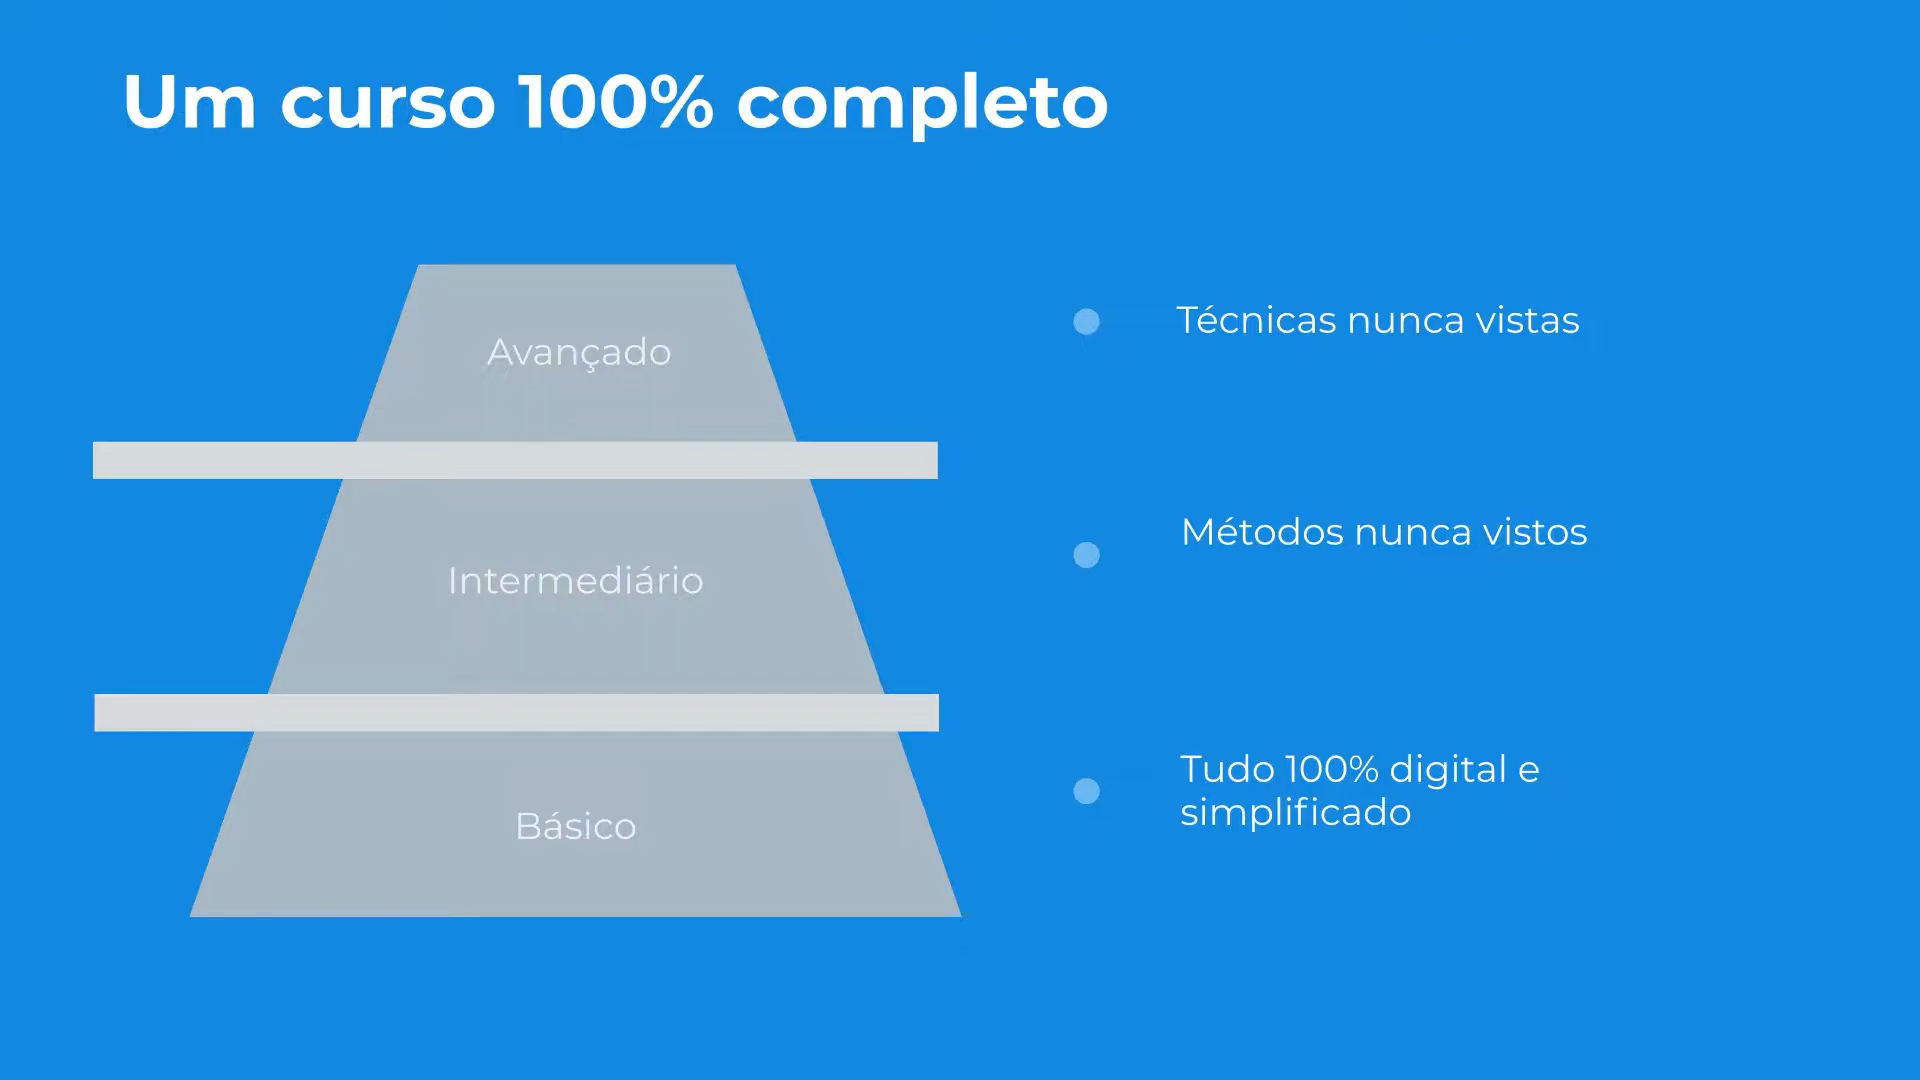 Um curso 100% completo
Avançado
Intermediário
Básico
Técnicas nunca vistas
Métodos nunca vistos
Tudo 100% digital e
simplificado